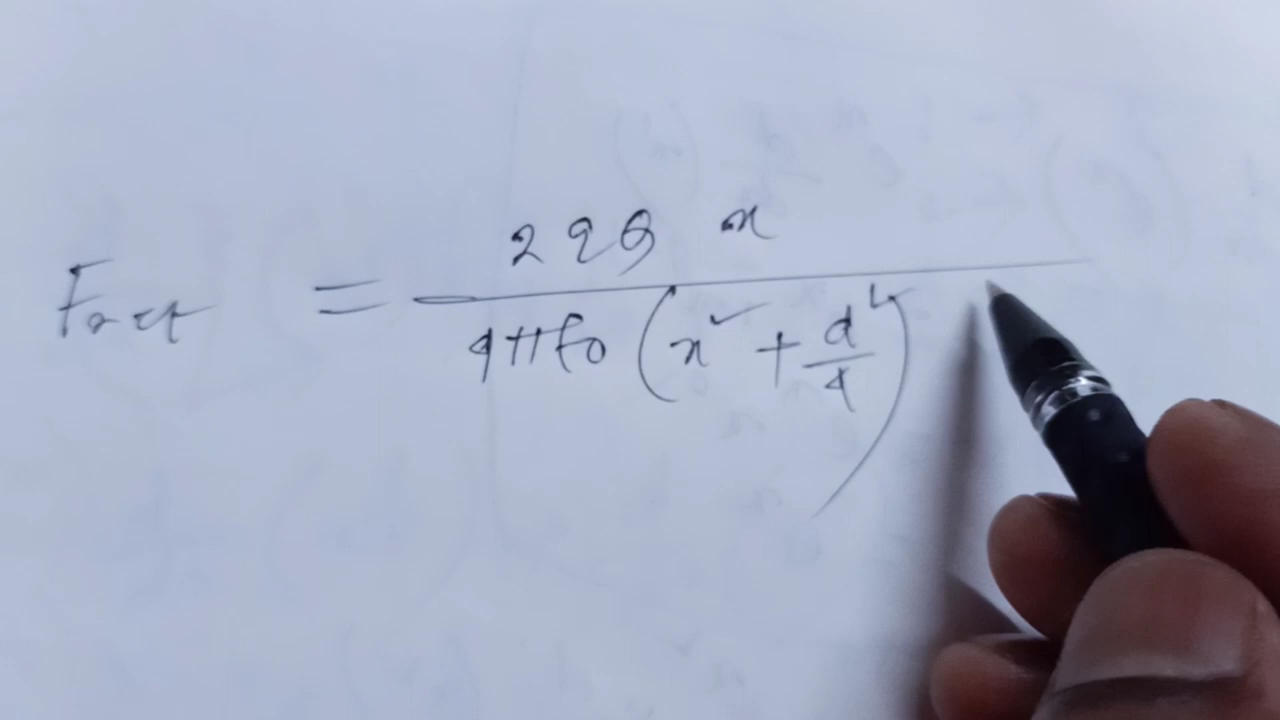 Fnet = 2qQ x / 4πε0 (x² + d²/4)